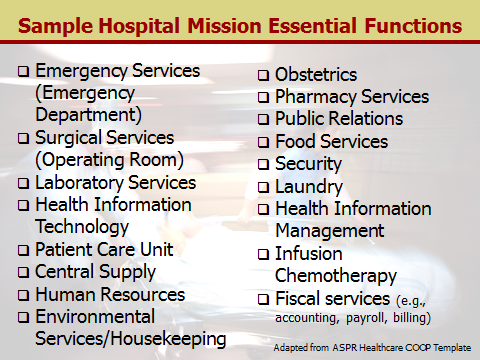 Sample Hospital Mission Essential Functions
❑ Emergency Services
(Emergency
Department)
❑ Surgical Services
(Operating Room)
❑ Laboratory Services
❑ Health Information
Technology
❑ Patient Care Unit
❑ Central Supply
❑ Human Resources
❑ Environmental
Services/Housekeeping
❑ Obstetrics
❑ Pharmacy Services
❑ Public Relations
❑ Food Services
❑ Security
❑ Laundry
❑ Health Information
Management
❑ Infusion
Chemotherapy
❑ Fiscal services (e.g.,
accounting, payroll, billing)
Adapted from ASPR Healthcare COOP Template